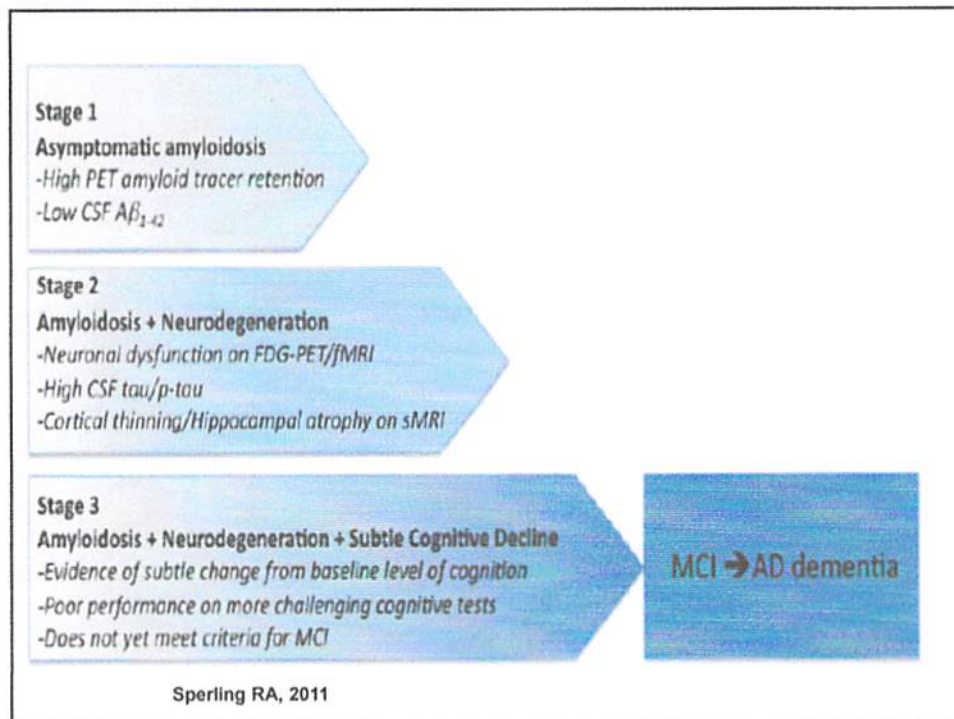 Stage 1
Asymptomatic amyloidosis
-High PET amyloid tracer retention
-Low CSF Aβ₁₋₄₂
Stage 2
Amyloidosis + Neurodegeneration
-Neuronal dysfunction on FDG-PET/fMRI
-High CSF tau/p-tau
-Cortical thinning/Hippocampal atrophy on sMRI
Stage 3
Amyloidosis + Neurodegeneration + Subtle Cognitive Decline
-Evidence of subtle change from baseline level of cognition
-Poor performance on more challenging cognitive tests
-Does not yet meet criteria for MCI
MCI ➔ AD dementia
Sperling RA, 2011